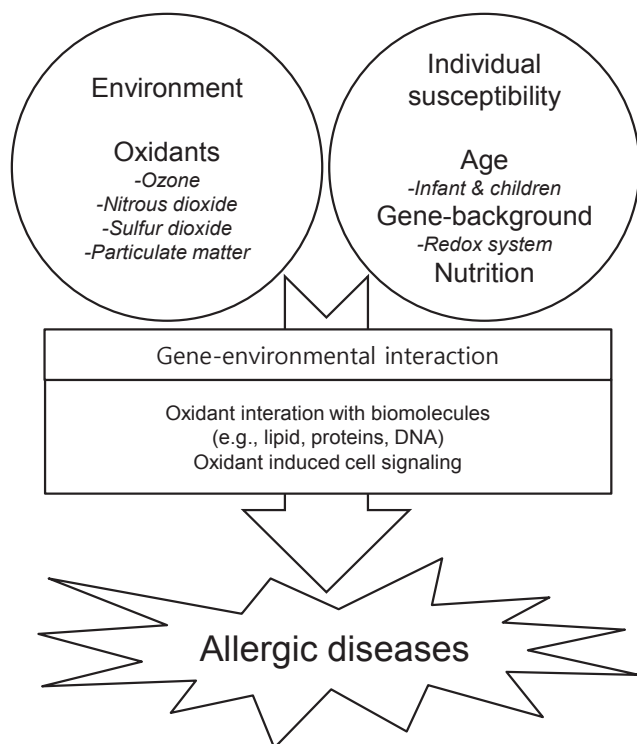 Environment
Oxidants
-Ozone
-Nitrous dioxide
-Sulfur dioxide
-Particulate matter
Individual
susceptibility
Age
-Infant & children
Gene-background
-Redox system
Nutrition
Gene-environmental interaction
Oxidant interation with biomolecules
(e.g., lipid, proteins, DNA)
Oxidant induced cell signaling
Allergic diseases